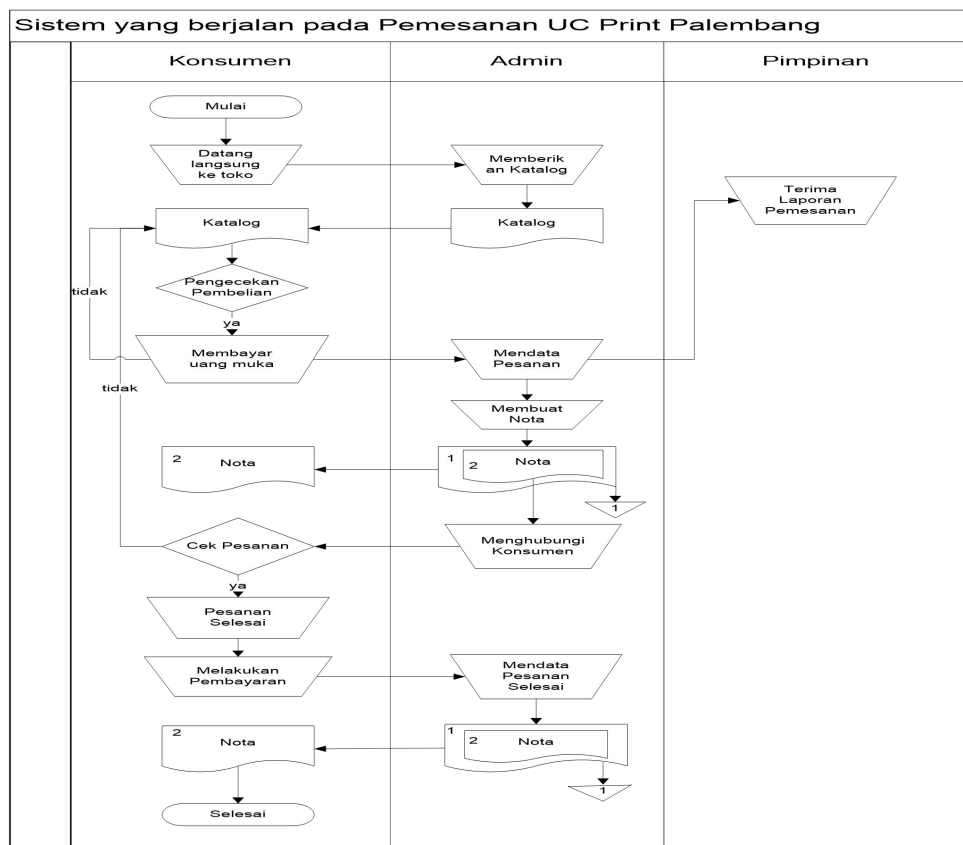 Sistem yang berjalan pada Pemesanan UC Print Palembang
Konsumen
Admin
Pimpinan
Mulai
Datang
langsung
ke toko
Memberik
an Katalog
Terima
Laporan
Pemesanan
Katalog
Katalog
Pengecekan
Pembelian
tidak
ya
Membayar
uang muka
Mendata
Pesanan
tidak
Membuat
Nota
2
Nota
1
2
Nota
1
Cek Pesanan
Menghubungi
Konsumen
ya
Pesanan
Selesai
Melakukan
Pembayaran
Mendata
Pesanan
Selesai
2
Nota
1
2
Nota
1
Selesai